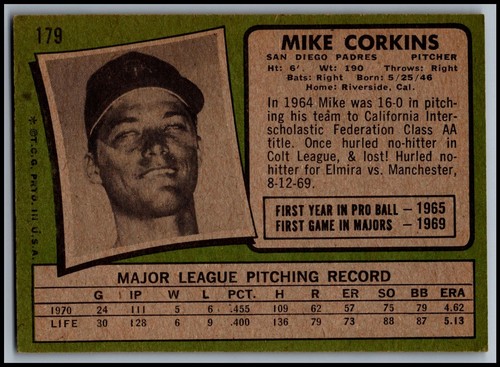 179
MIKE CORKINS
SAN DIEGO PADRES PITCHER
Ht: 6'. Wt: 190 Throws: Right
Bats: Right Born: 5/25/46
Home: Riverside, Cal.
In 1964 Mike was 16-0 in pitch-
ing his team to California Inter-
scholastic Federation Class AA
title. Once hurled no-hitter in
Colt League, & lost! Hurled no-
hitter for Elmira vs. Manchester,
8-12-69.
FIRST YEAR IN PRO BALL — 1965
FIRST GAME IN MAJORS — 1969
* ©T.C.G. PRTD. IN U.S.A.
MAJOR LEAGUE PITCHING RECORD
G IP W L PCT. H R ER SO BB ERA
1970 24 111 5 6 .455 109 62 57 75 79 4.62
LIFE 30 128 6 9 .400 136 79 73 88 87 5.13